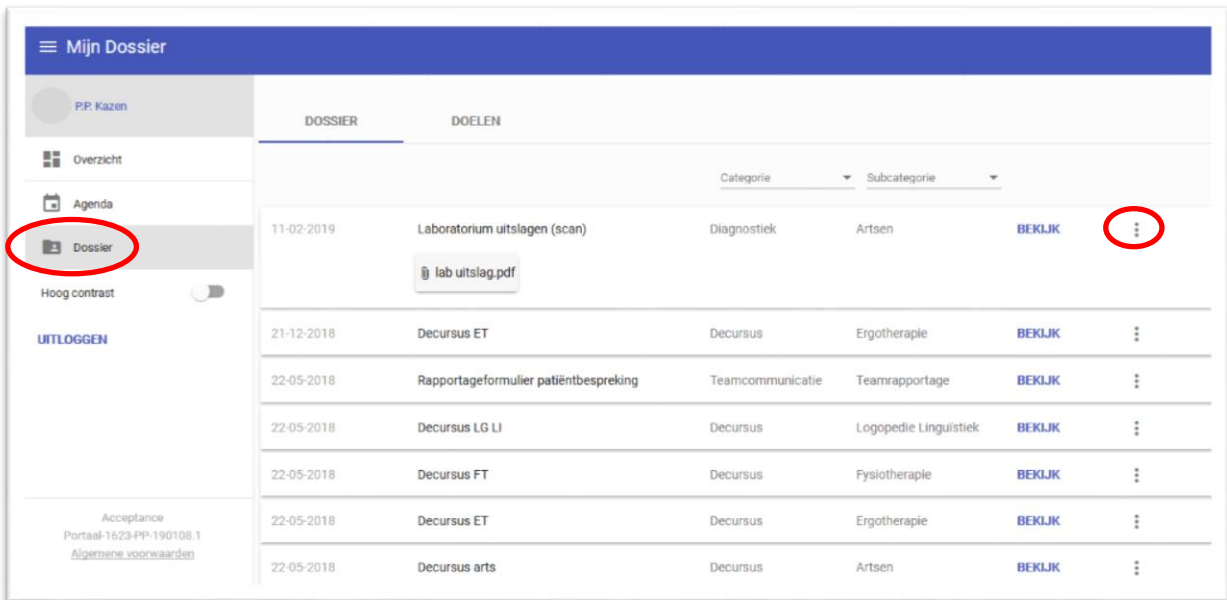 Mijn Dossier
P.P. Kazen
Overzicht
Agenda
Dossier
Hoog contrast
UITLOGGEN
Acceptance
Portaal-1623-PP-190108.1
Algemene voorwaarden
DOSSIER DOELEN
Categorie Subcategorie
11-02-2019 Laboratorium uitslagen (scan) Diagnostiek Artsen BEKIJK
lab uitslag.pdf
21-12-2018 Decursus ET Decursus Ergotherapie BEKIJK
22-05-2018 Rapportageformulier patiëntbespreking Teamcommunicatie Teamrapportage BEKIJK
22-05-2018 Decursus LG LI Decursus Logopedie Linguïstiek BEKIJK
22-05-2018 Decursus FT Decursus Fysiotherapie BEKIJK
22-05-2018 Decursus ET Decursus Ergotherapie BEKIJK
22-05-2018 Decursus arts Decursus Artsen BEKIJK